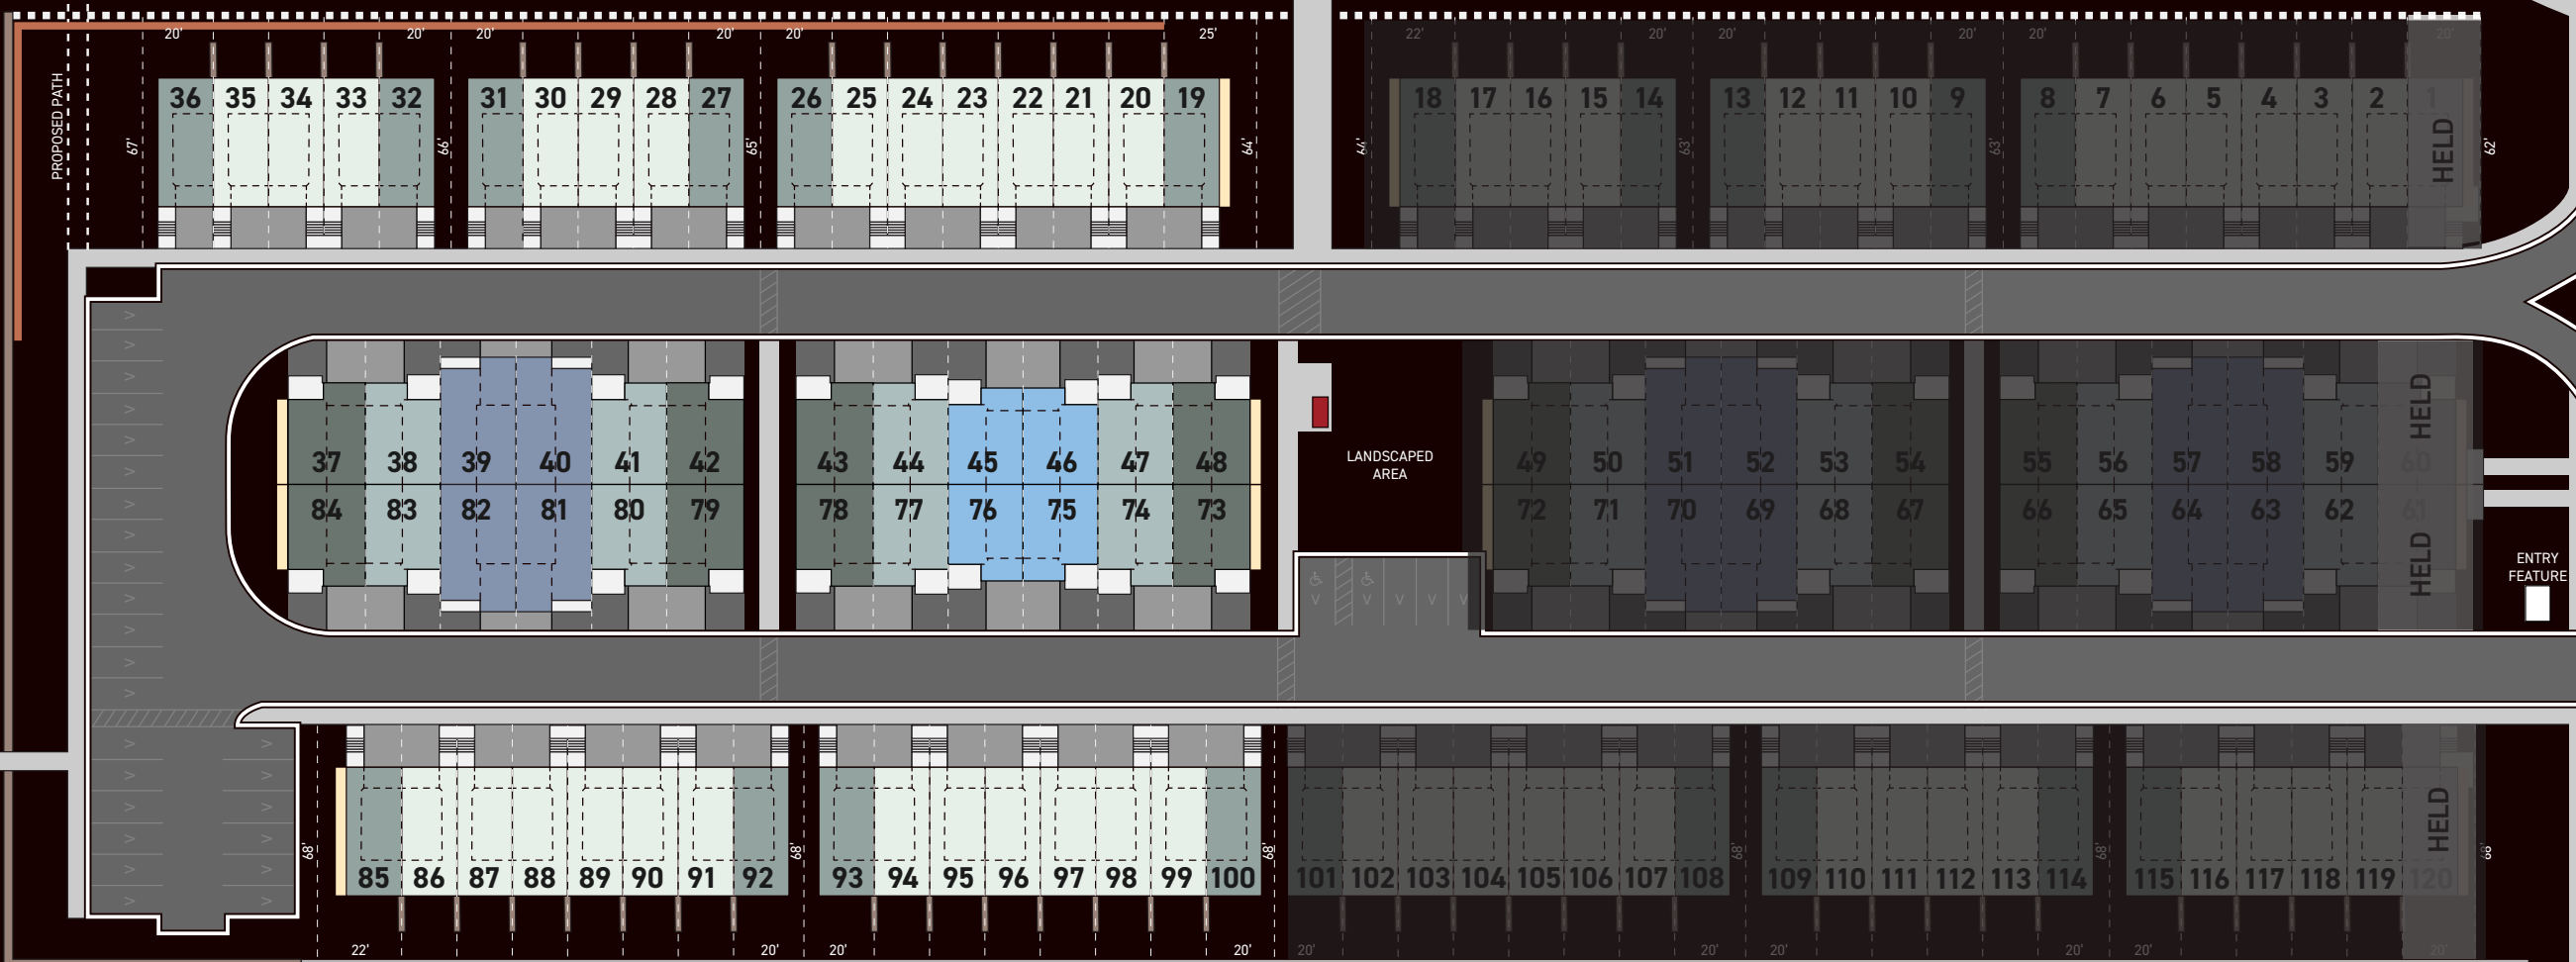 20' 20' 20' 20' 20' 25' 22' 20' 20' 20' 20' 20'
36 35 34 33 32 31 30 29 28 27 26 25 24 23 22 21 20 19 18 17 16 15 14 13 12 11 10 9 8 7 6 5 4 3 2 1
PROPOSED PATH
67' 66' 65' 64' 64' 63' 63' 62'
HELD
37 38 39 40 41 42 43 44 45 46 47 48 49 50 51 52 53 54 55 56 57 58 59 60
HELD
LANDSCAPED
AREA
84 83 82 81 80 79 78 77 76 75 74 73 72 71 70 69 68 67 66 65 64 63 62 61
HELD
ENTRY
FEATURE
68' 68' 68' 68' 68' 68'
HELD
85 86 87 88 89 90 91 92 93 94 95 96 97 98 99 100 101 102 103 104 105 106 107 108 109 110 111 112 113 114 115 116 117 118 119 120
22' 20' 20' 20' 20' 20' 20' 20' 20' 20'